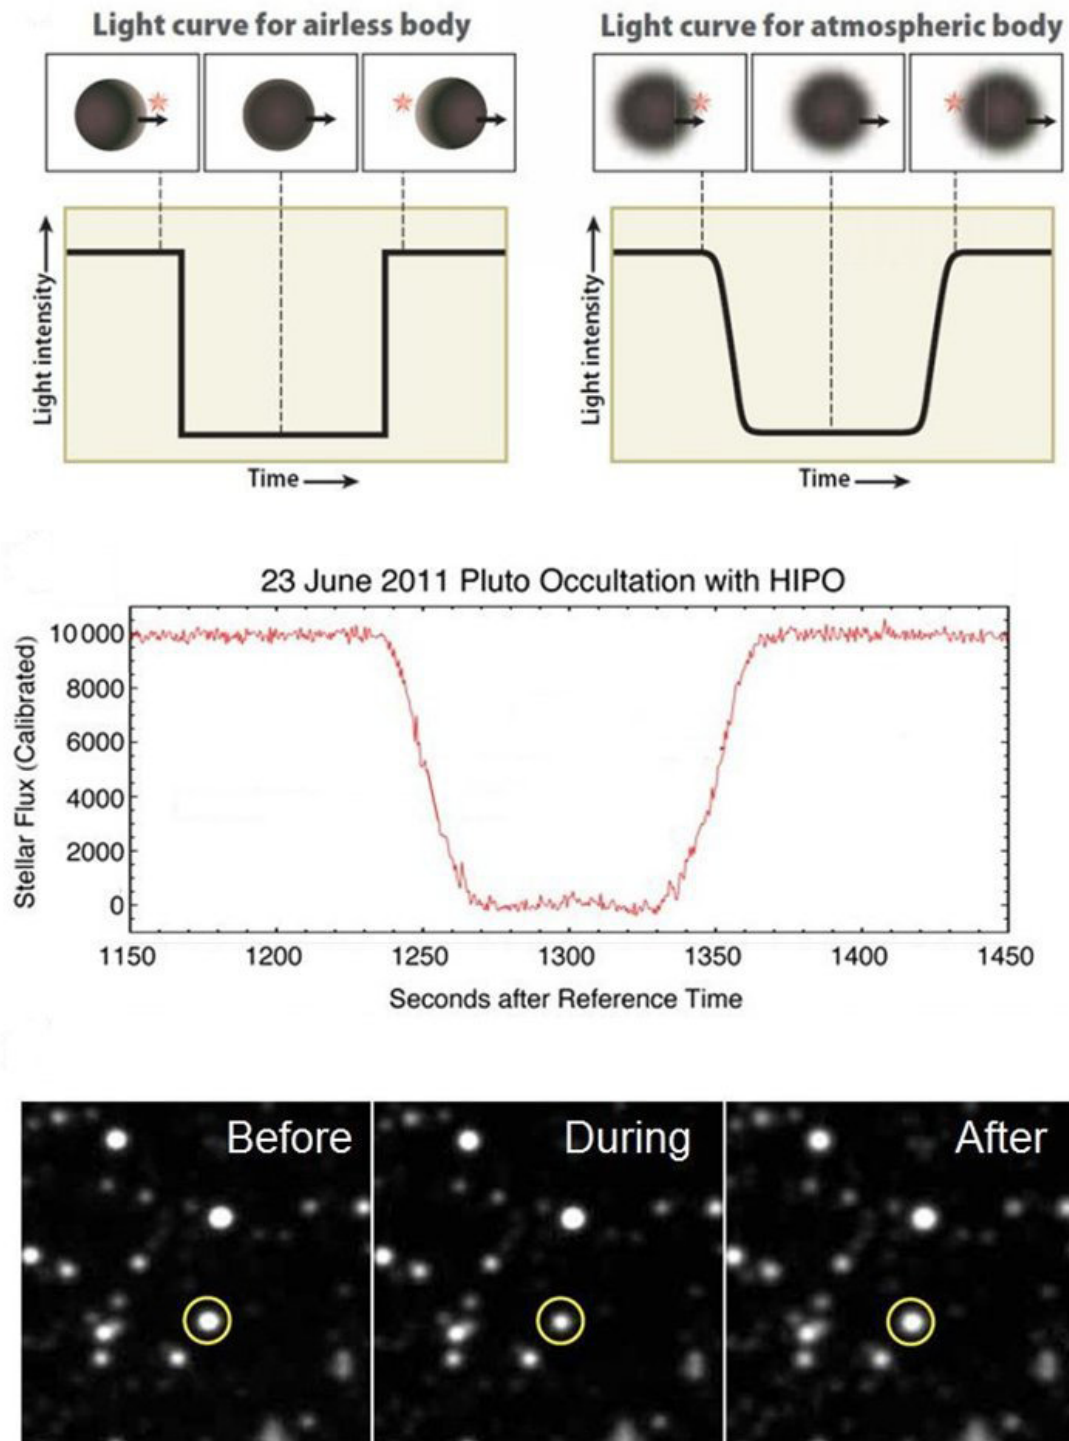 Light curve for airless body
Light curve for atmospheric body
Light intensity
Time
Light intensity
Time
23 June 2011 Pluto Occultation with HIPO
Stellar Flux (Calibrated)
10 000
8000
6000
4000
2000
0
1150 1200 1250 1300 1350 1400 1450
Seconds after Reference Time
Before During After